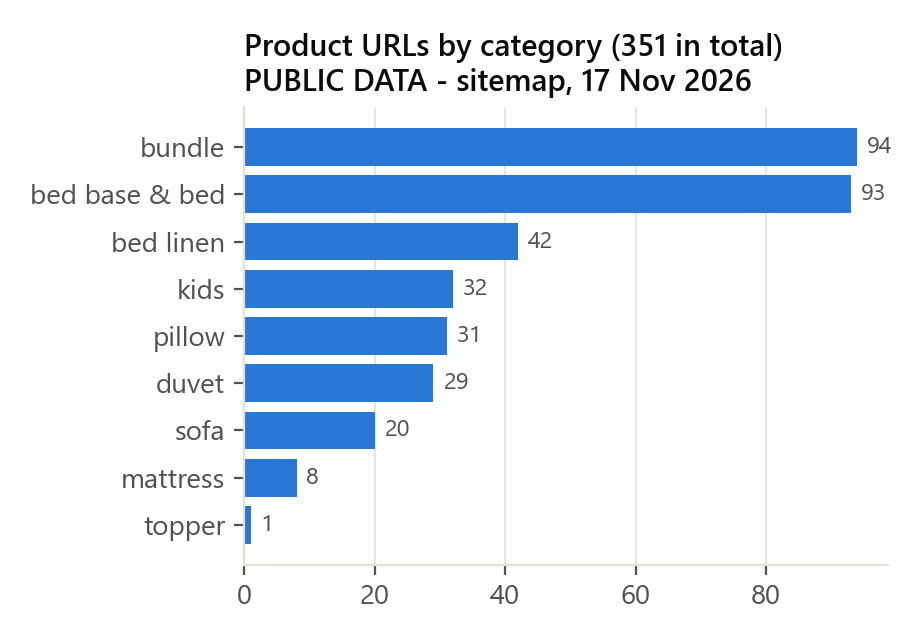 Product URLs by category (351 in total)
PUBLIC DATA - sitemap, 17 Nov 2026
bundle 94
bed base & bed 93
bed linen 42
kids 32
pillow 31
duvet 29
sofa 20
mattress 8
topper 1
0 20 40 60 80